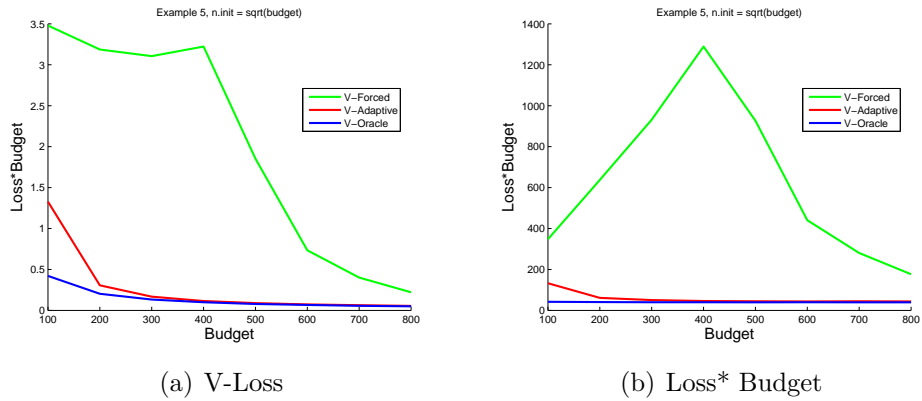 Example 5, n.init = sqrt(budget)
3.5
3
2.5
2
1.5
1
0.5
0
Loss*Budget
V−Forced
V−Adaptive
V−Oracle
100 200 300 400 500 600 700 800
Budget
(a) V-Loss
Example 5, n.init = sqrt(budget)
1400
1200
1000
800
600
400
200
0
Loss*Budget
V−Forced
V−Adaptive
V−Oracle
100 200 300 400 500 600 700 800
Budget
(b) Loss* Budget